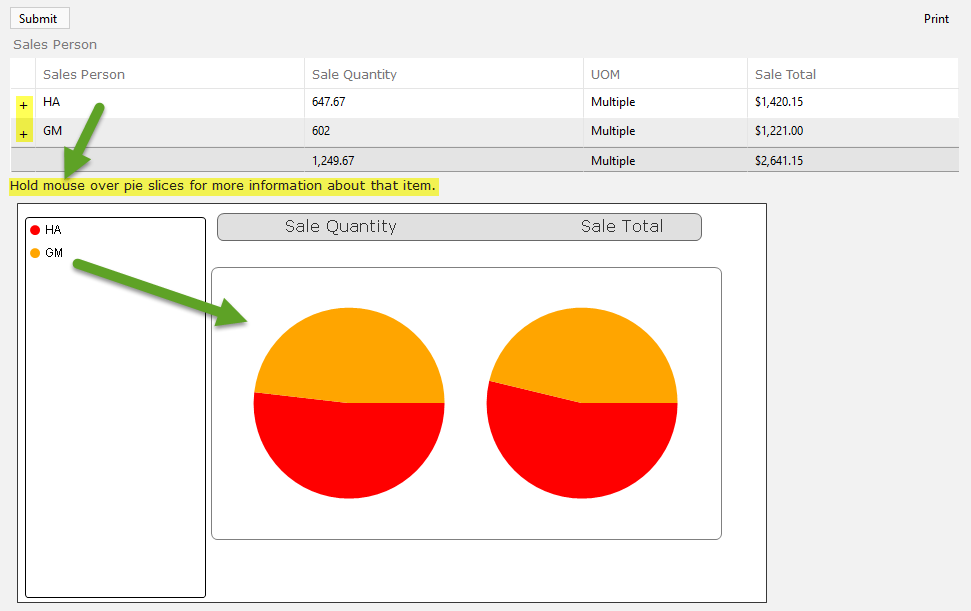 Submit Print
Sales Person
Sales Person Sale Quantity UOM Sale Total
+ HA 647.67 Multiple $1,420.15
+ GM 602 Multiple $1,221.00
1,249.67 Multiple $2,641.15
Hold mouse over pie slices for more information about that item.
HA
GM
Sale Quantity Sale Total